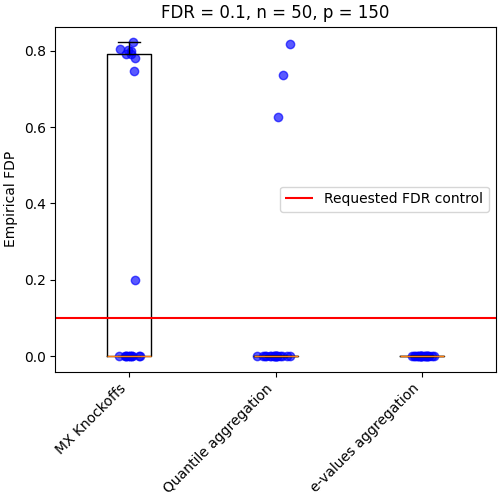 FDR = 0.1, n = 50, p = 150
Empirical FDP
0.8
0.6
0.4
0.2
0.0
Requested FDR control
MX Knockoffs
Quantile aggregation
e-values aggregation